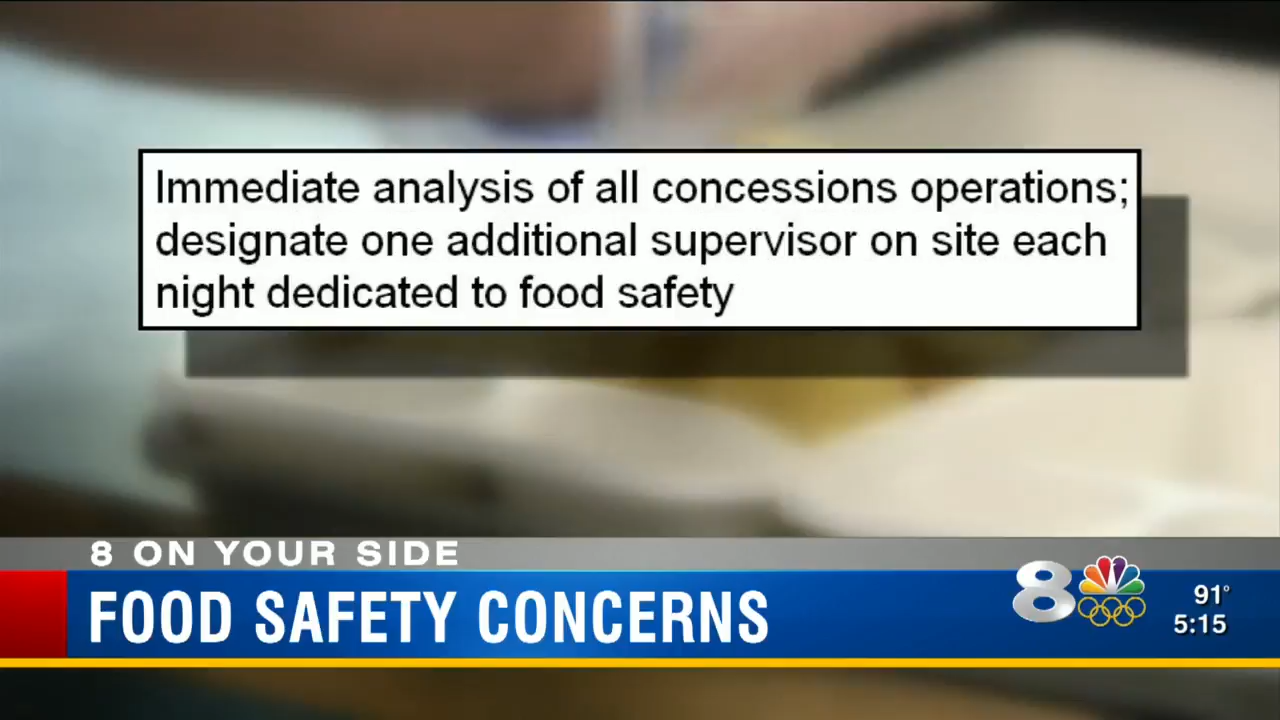 Immediate analysis of all concessions operations;
designate one additional supervisor on site each
night dedicated to food safety
8 ON YOUR SIDE
FOOD SAFETY CONCERNS
8
91°
5:15